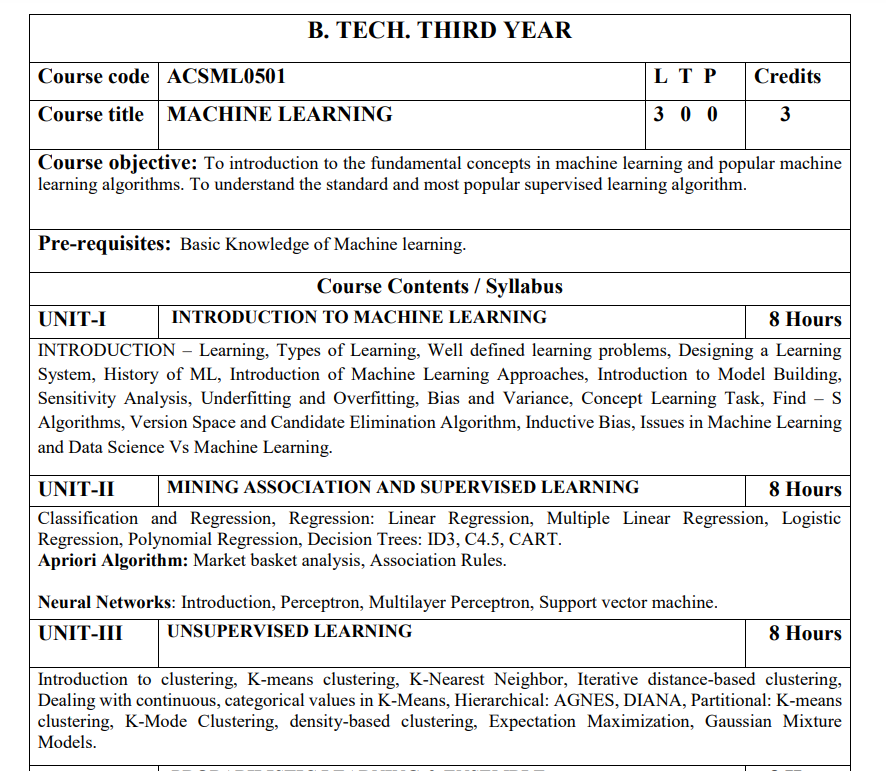 B. TECH. THIRD YEAR
Course code ACSML0501 L T P Credits
Course title MACHINE LEARNING 3 0 0 3
Course objective: To introduction to the fundamental concepts in machine learning and popular machine
learning algorithms. To understand the standard and most popular supervised learning algorithm.
Pre-requisites: Basic Knowledge of Machine learning.
Course Contents / Syllabus
UNIT-I INTRODUCTION TO MACHINE LEARNING 8 Hours
INTRODUCTION – Learning, Types of Learning, Well defined learning problems, Designing a Learning
System, History of ML, Introduction of Machine Learning Approaches, Introduction to Model Building,
Sensitivity Analysis, Underfitting and Overfitting, Bias and Variance, Concept Learning Task, Find – S
Algorithms, Version Space and Candidate Elimination Algorithm, Inductive Bias, Issues in Machine Learning
and Data Science Vs Machine Learning.
UNIT-II MINING ASSOCIATION AND SUPERVISED LEARNING 8 Hours
Classification and Regression, Regression: Linear Regression, Multiple Linear Regression, Logistic
Regression, Polynomial Regression, Decision Trees: ID3, C4.5, CART.
Apriori Algorithm: Market basket analysis, Association Rules.
Neural Networks: Introduction, Perceptron, Multilayer Perceptron, Support vector machine.
UNIT-III UNSUPERVISED LEARNING 8 Hours
Introduction to clustering, K-means clustering, K-Nearest Neighbor, Iterative distance-based clustering,
Dealing with continuous, categorical values in K-Means, Hierarchical: AGNES, DIANA, Partitional: K-means
clustering, K-Mode Clustering, density-based clustering, Expectation Maximization, Gaussian Mixture
Models.